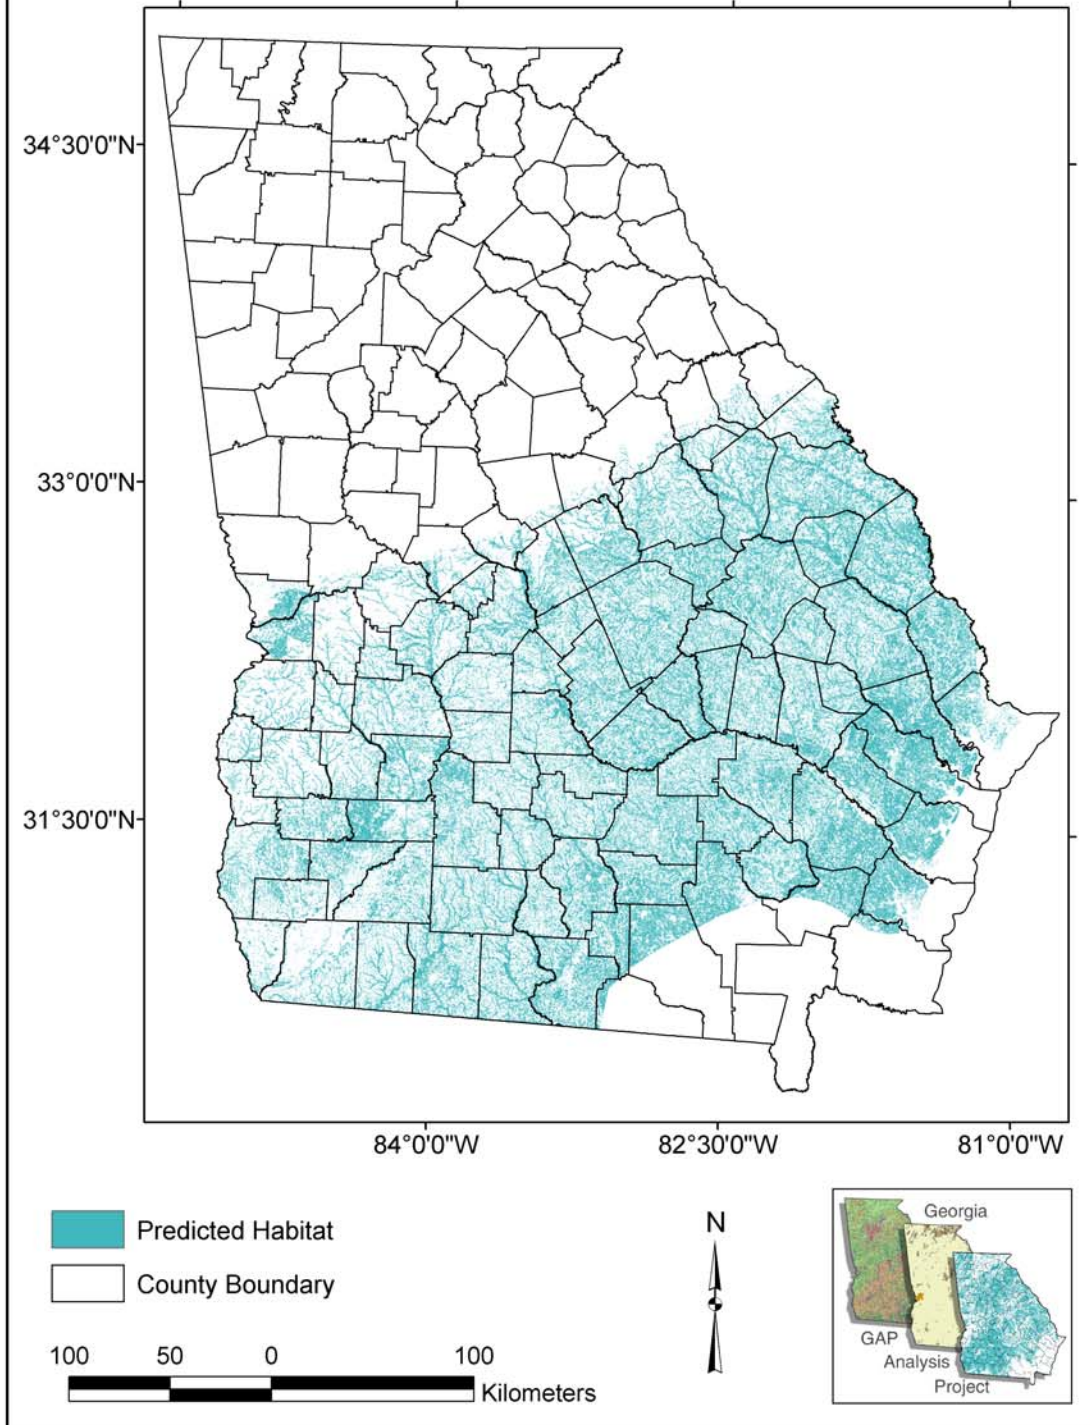 34°30'0"N
33°0'0"N
31°30'0"N
84°0'0"W 82°30'0"W 81°0'0"W
Predicted Habitat
County Boundary
100 50 0 100
Kilometers
N
Georgia
GAP
Analysis
Project